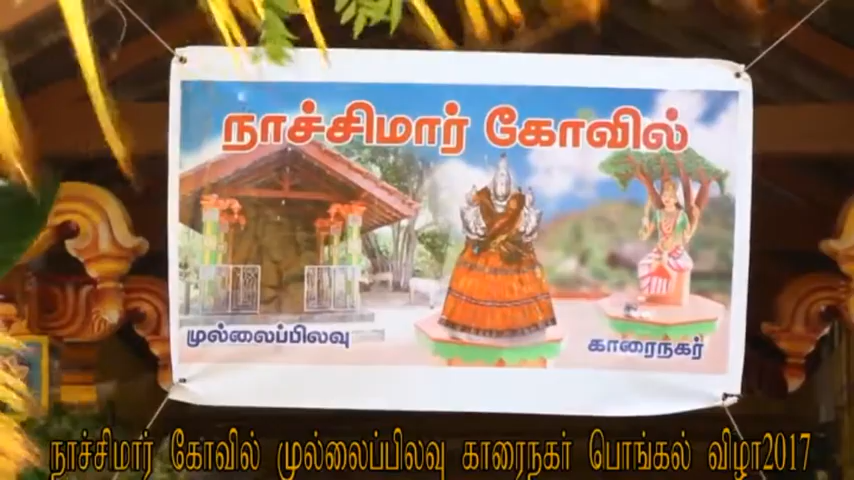 நாச்சிமார் கோவில்
முல்லைப்பிலவு
காரைநகர்
நாச்சிமார் கோவில் முல்லைப்பிலவு காரைநகர் பொங்கல் விழா2017